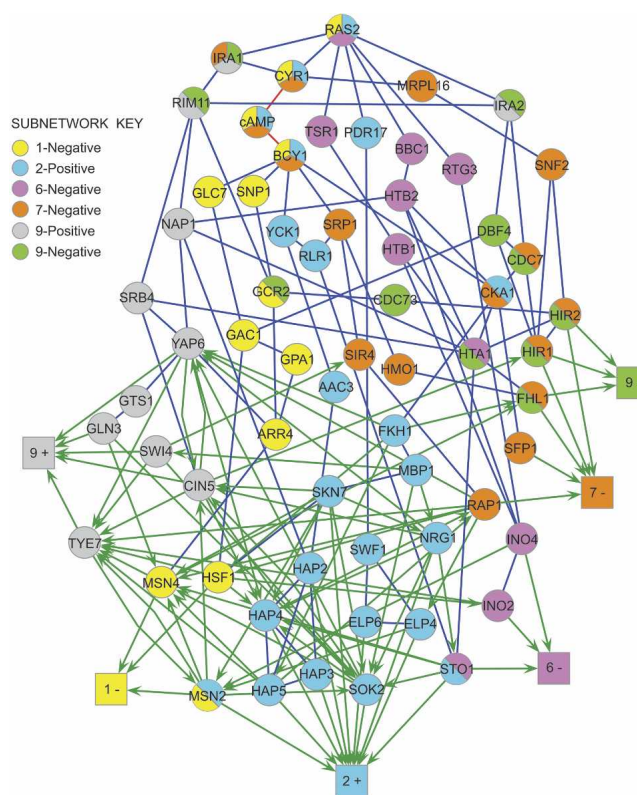 RAS2
IRA1
CYR1
MRPL16
RIM11
IRA2
cAMP
TSR1
PDR17
SUBNETWORK KEY
1-Negative
2-Positive
6-Negative
7-Negative
9-Positive
9-Negative
BBC1
BCY1
RTG3
SNF2
GLC7
SNP1
HTB2
NAP1
YCK1
SRP1
DBF4
RLR1
HTB1
CDC7
SRB4
GCR2
CDC73
CKA1
HIR2
GAC1
YAP6
GPA1
SIR4
HMO1
HTA1
HIR1
9
AAC3
FHL1
GTS1
GLN3
ARR4
FKH1
SFP1
9 +
SWI4
MBP1
CIN5
SKN7
7 -
RAP1
TYE7
NRG1
INO4
HAP2
SWF1
MSN4
HSF1
INO2
HAP4
ELP6
ELP4
STO1
6 -
1 -
MSN2
HAP5
HAP3
SOK2
2 +